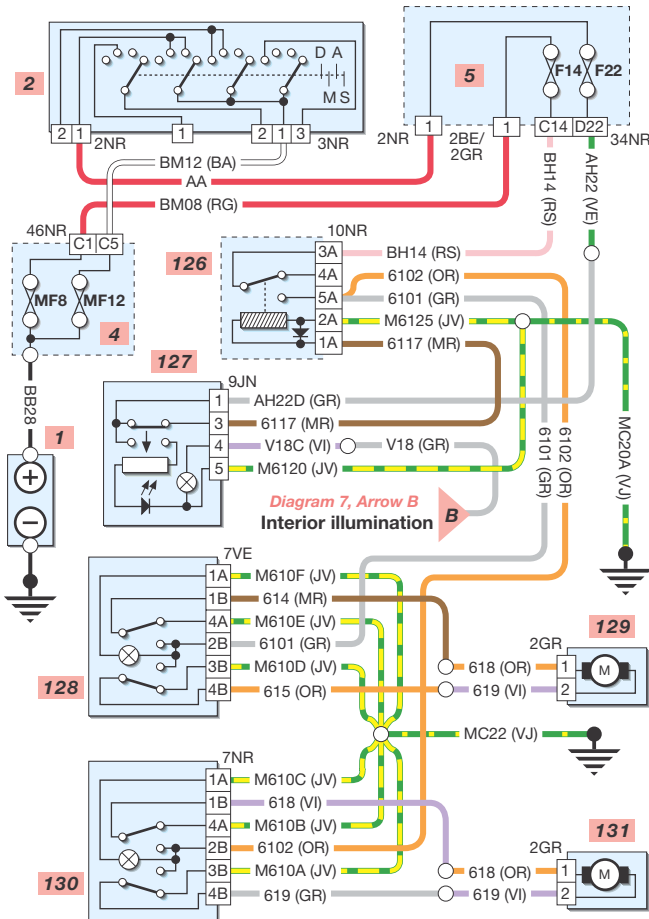 2
D A
M S
2 1
2NR
1
2 1 3
3NR
5
F14
F22
1
2NR
1
2BE/
2GR
C14 D22
34NR
BM12 (BA)
AA
BM08 (RG)
BH14 (RS)
AH22 (VE)
46NR
C1 C5
MF8
MF12
4
BB28
1
126
10NR
3A
BH14 (RS)
4A
6102 (OR)
5A
6101 (GR)
2A
M6125 (JV)
1A
6117 (MR)
127
9JN
1
AH22D (GR)
3
6117 (MR)
4
V18C (VI)
V18 (GR)
5
M6120 (JV)
6101 (GR)
6102 (OR)
MC20A (VJ)
Diagram 7, Arrow B
Interior illumination
B
128
7VE
1A
M610F (JV)
1B
614 (MR)
4A
M610E (JV)
2B
6101 (GR)
3B
M610D (JV)
4B
615 (OR)
129
2GR
618 (OR)
1
619 (VI)
2
M
MC22 (VJ)
130
7NR
1A
M610C (JV)
1B
618 (VI)
4A
M610B (JV)
2B
6102 (OR)
3B
M610A (JV)
4B
619 (GR)
131
2GR
618 (OR)
1
619 (VI)
2
M